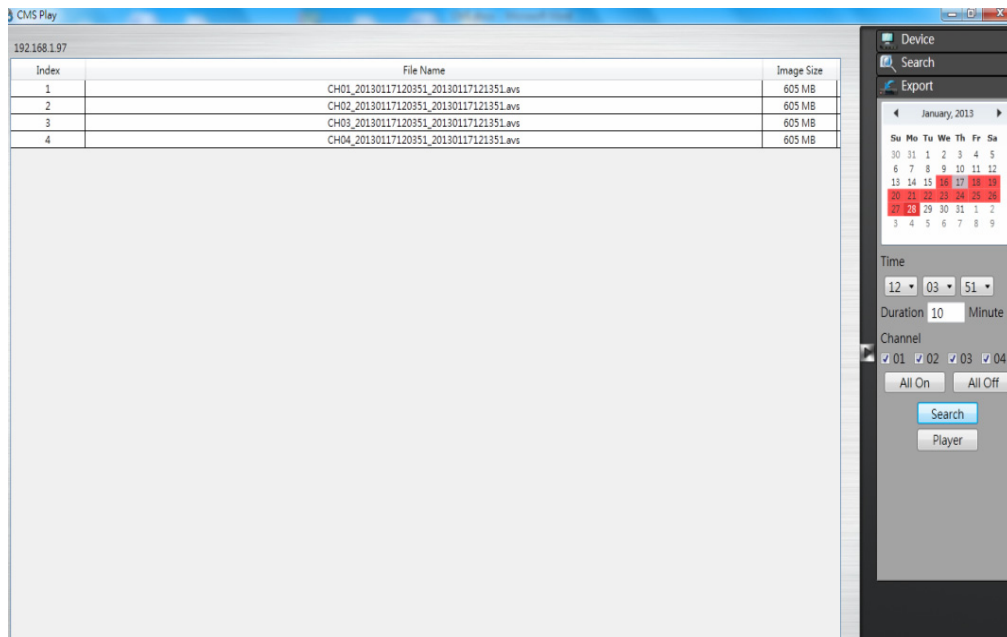 CMS Play
192.168.1.97
Index File Name Image Size
1 CH01_20130117120351_20130117121351.avs 605 MB
2 CH02_20130117120351_20130117121351.avs 605 MB
3 CH03_20130117120351_20130117121351.avs 605 MB
4 CH04_20130117120351_20130117121351.avs 605 MB
Device
Search
Export
January, 2013
Su Mo Tu We Th Fr Sa
30 31 1 2 3 4 5
6 7 8 9 10 11 12
13 14 15 16 17 18 19
20 21 22 23 24 25 26
27 28 29 30 31 1 2
3 4 5 6 7 8 9
Time
12 03 51
Duration 10 Minute
Channel
01 02 03 04
All On All Off
Search
Player